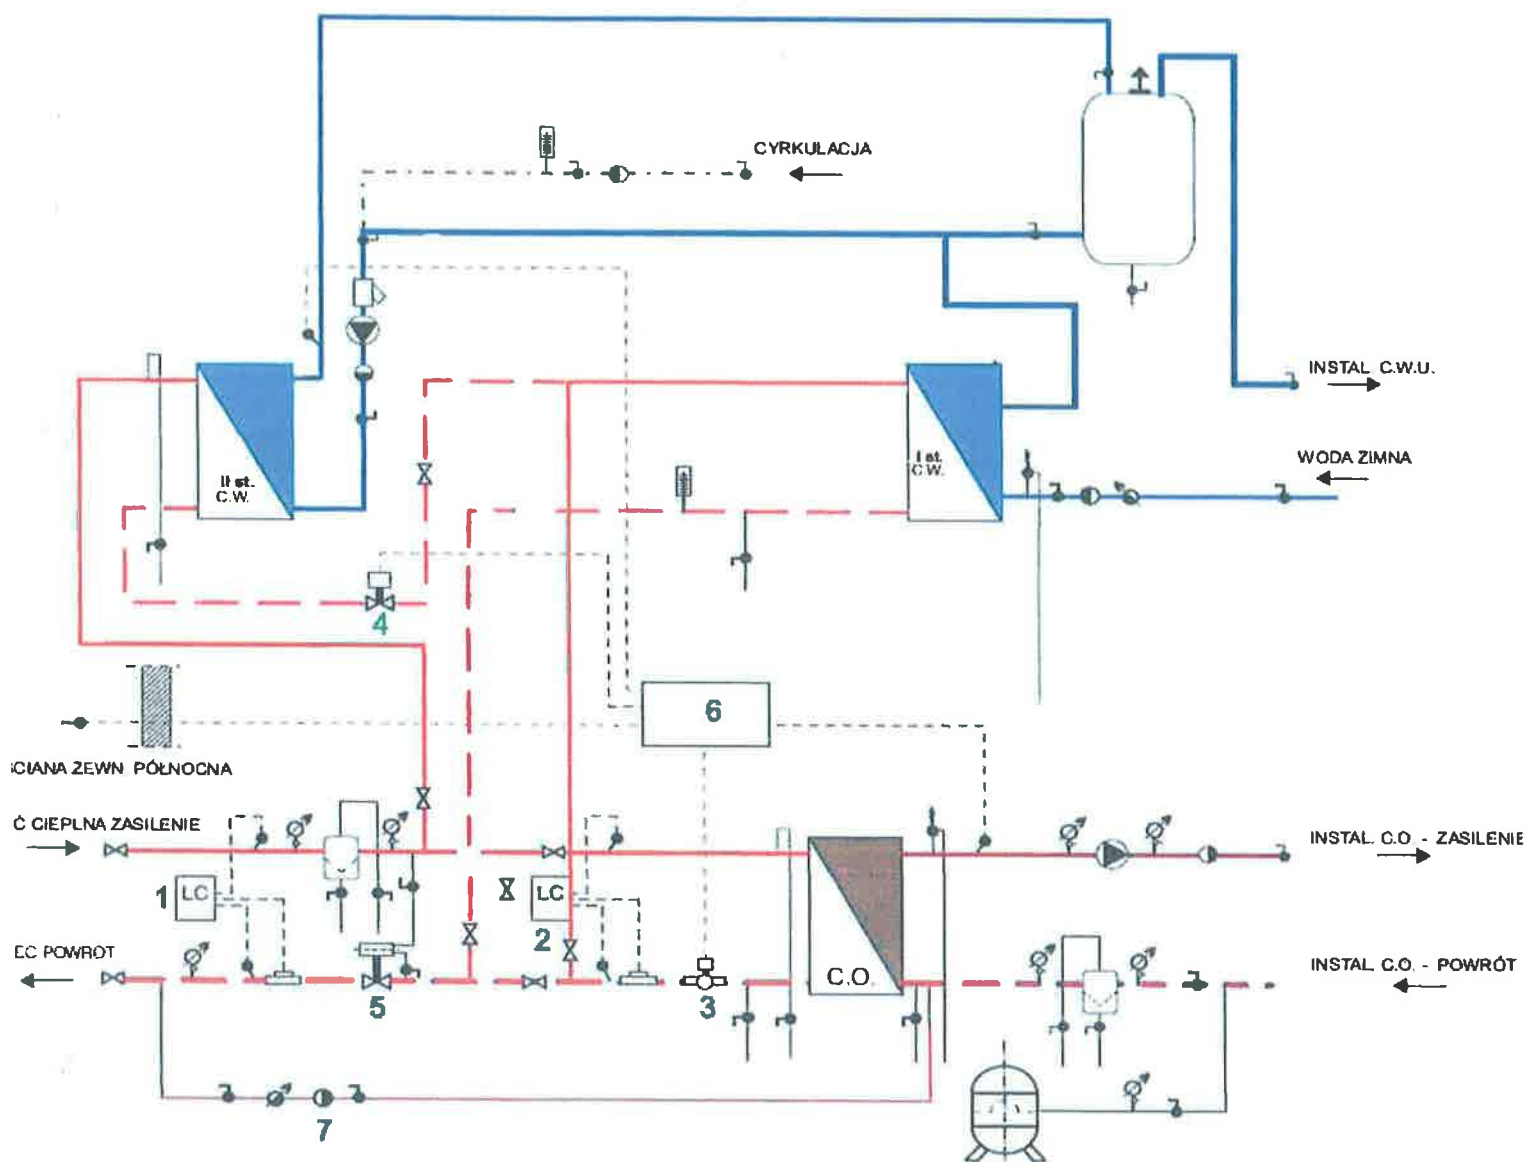 CYRKULACJA
INSTAL C.W.U.
II st.
C.W.
I st.
C.W.
WODA ZIMNA
4
6
ŚCIANA ZEWN PÓŁNOCNA
Ć CIEPLNA ZASILENIE
INSTAL. C.O. - ZASILENIE
1
LC
LC
2
EC POWRÓT
5
3
C.O.
INSTAL C.O. - POWRÓT
7